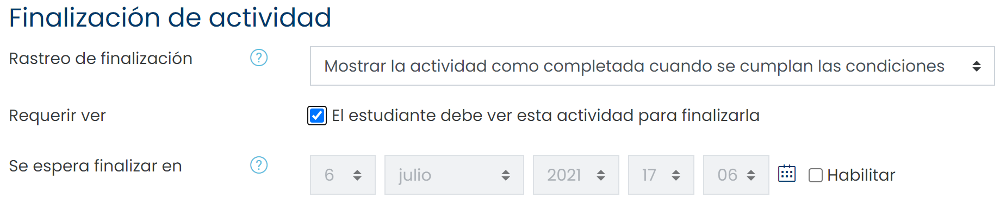 Finalización de actividad
Rastreo de finalización ? Mostrar la actividad como completada cuando se cumplan las condiciones
Requerir ver El estudiante debe ver esta actividad para finalizarla
Se espera finalizar en ? 6 julio 2021 17 06 Habilitar